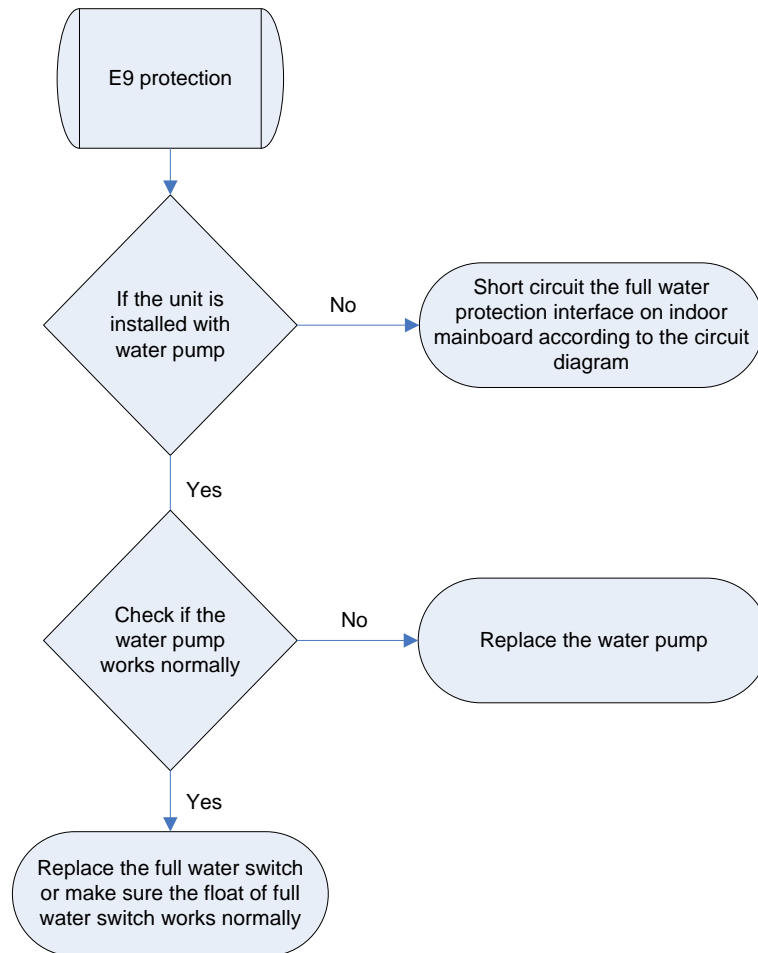 E9 protection
If the unit is
installed with
water pump
No
Short circuit the full water
protection interface on indoor
mainboard according to the circuit
diagram
Yes
Check if the
water pump
works normally
No
Replace the water pump
Yes
Replace the full water switch
or make sure the float of full
water switch works normally